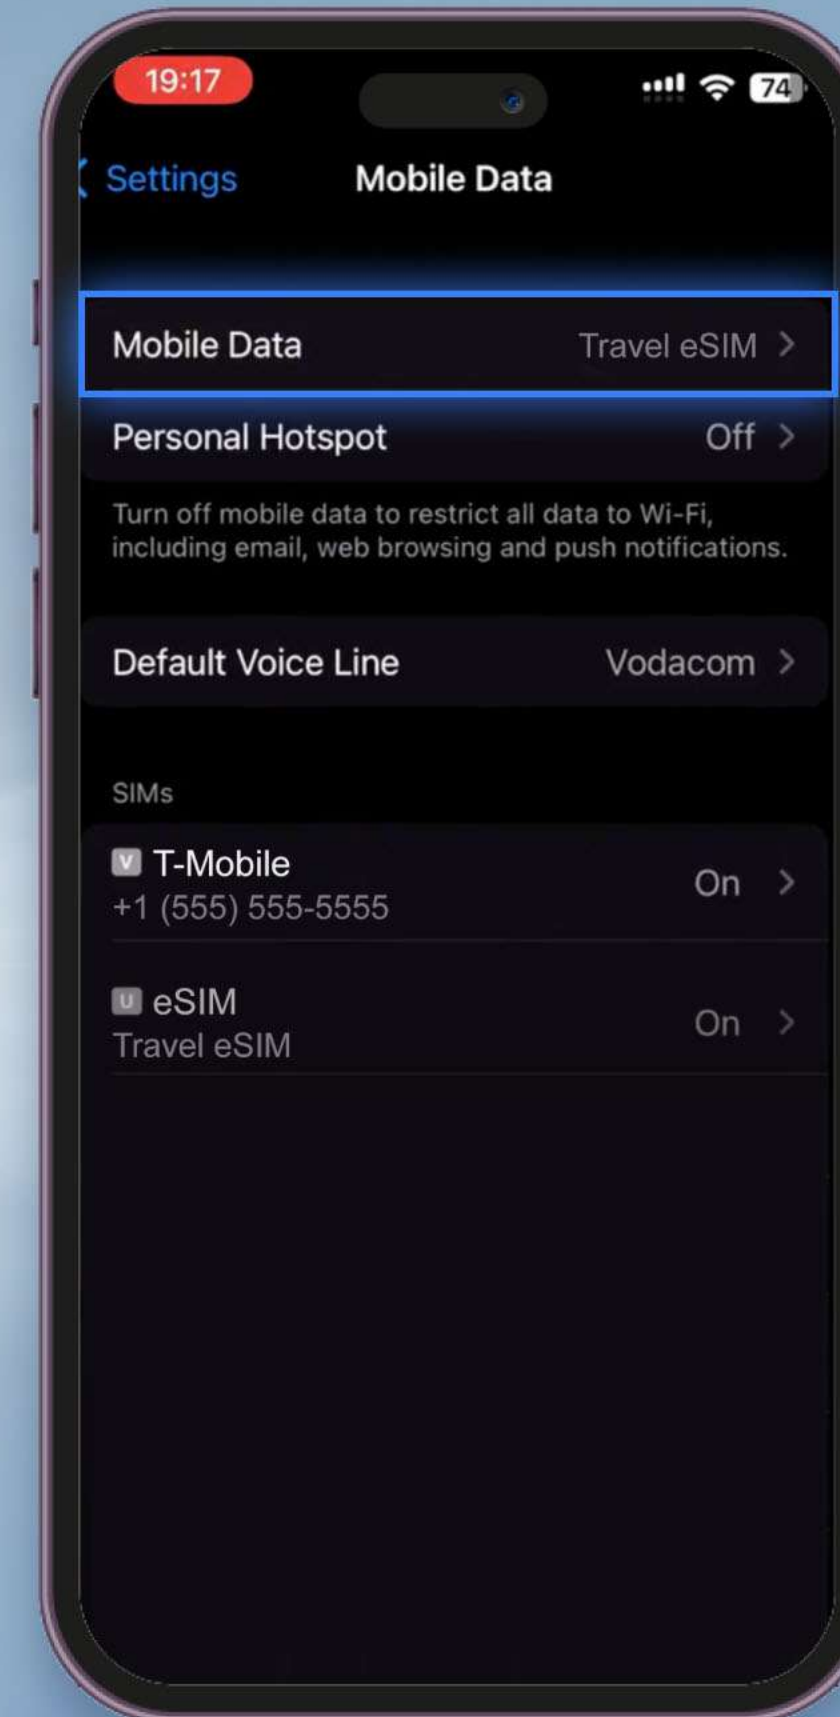 19:17
74
Settings
Mobile Data
Mobile Data
Travel eSIM
Personal Hotspot
Off
Turn off mobile data to restrict all data to Wi-Fi,
including email, web browsing and push notifications.
Default Voice Line
Vodacom
SIMs
V T-Mobile
+1 (555) 555-5555
On
U eSIM
Travel eSIM
On